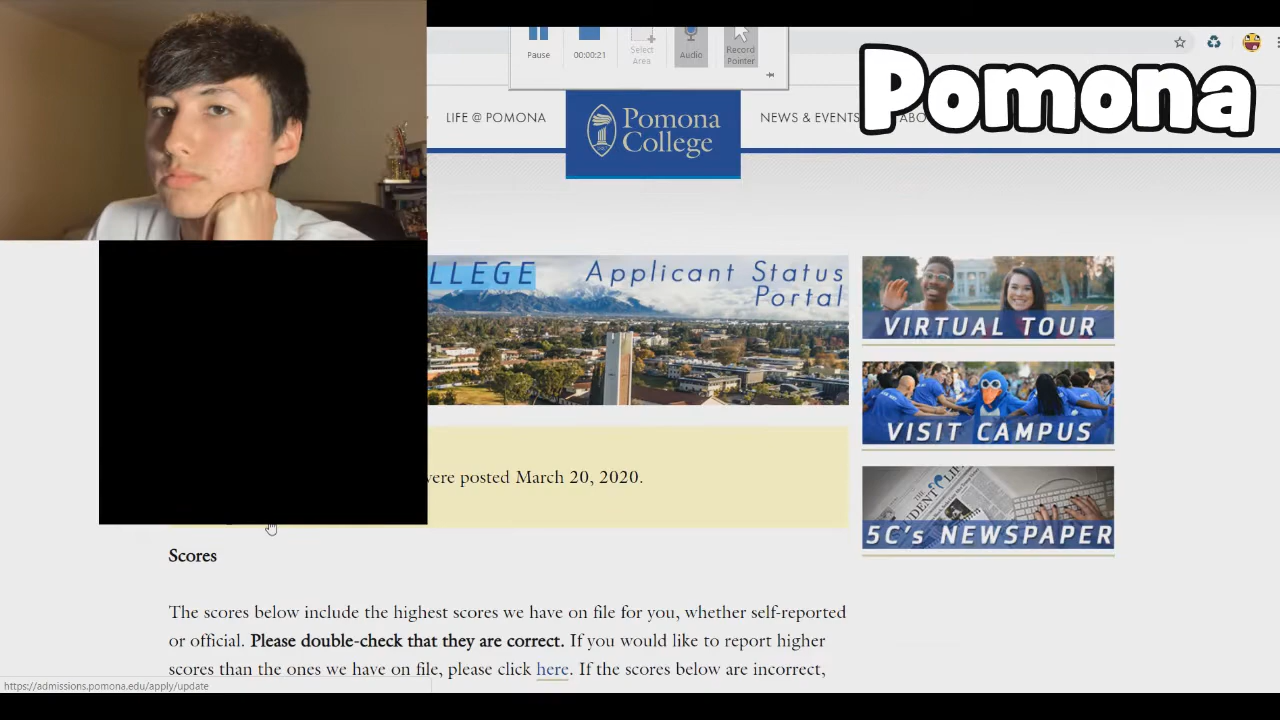 Pause
00:00:21
Select
Area
Audio
Record
Pointer
Pomona
LIFE @ POMONA
Pomona
College
NEWS & EVENTS
LLEGE
Applicant Status
Portal
VIRTUAL TOUR
VISIT CAMPUS
5C's NEWSPAPER
were posted March 20, 2020.
Scores
The scores below include the highest scores we have on file for you, whether self-reported
or official. Please double-check that they are correct. If you would like to report higher
scores than the ones we have on file, please click here. If the scores below are incorrect,
https://admissions.pomona.edu/apply/update